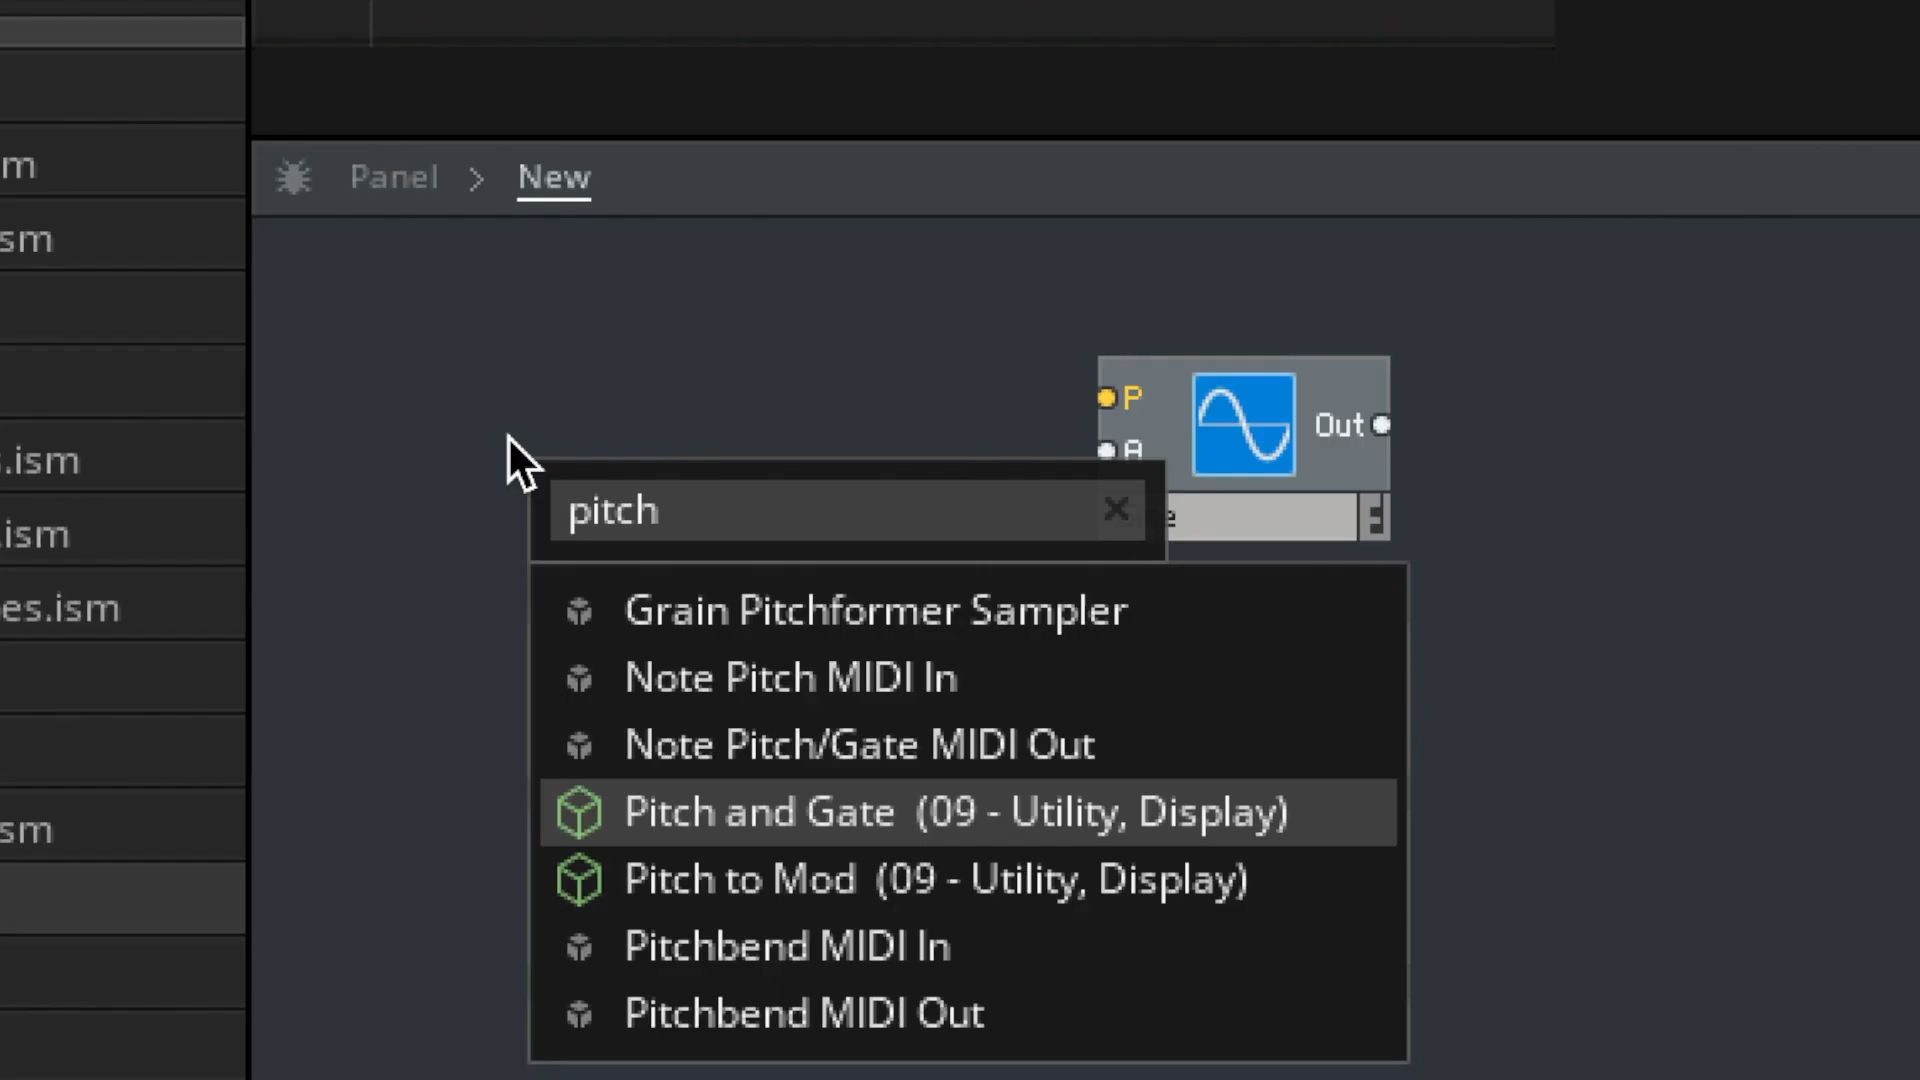 m
sm
s.ism
.ism
es.ism
sm
Panel > New
P
A
Out
e
pitch
Grain Pitchformer Sampler
Note Pitch MIDI In
Note Pitch/Gate MIDI Out
Pitch and Gate (09 - Utility, Display)
Pitch to Mod (09 - Utility, Display)
Pitchbend MIDI In
Pitchbend MIDI Out